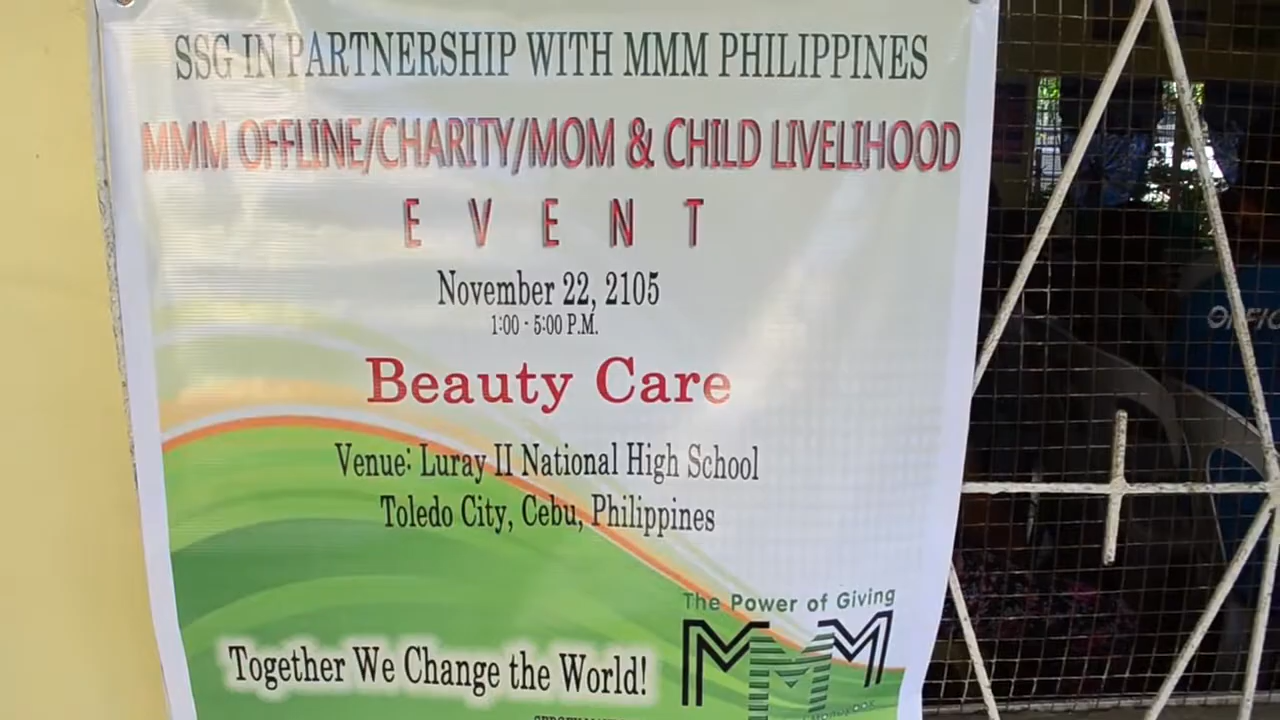 SSG IN PARTNERSHIP WITH MMM PHILIPPINES
MMM OFFLINE/CHARITY/MOM & CHILD LIVELIHOOD
EVENT
November 22, 2105
1:00 - 5:00 P.M.
Beauty Care
Venue: Luray II National High School
Toledo City, Cebu, Philippines
The Power of Giving
MMM
Together We Change the World!